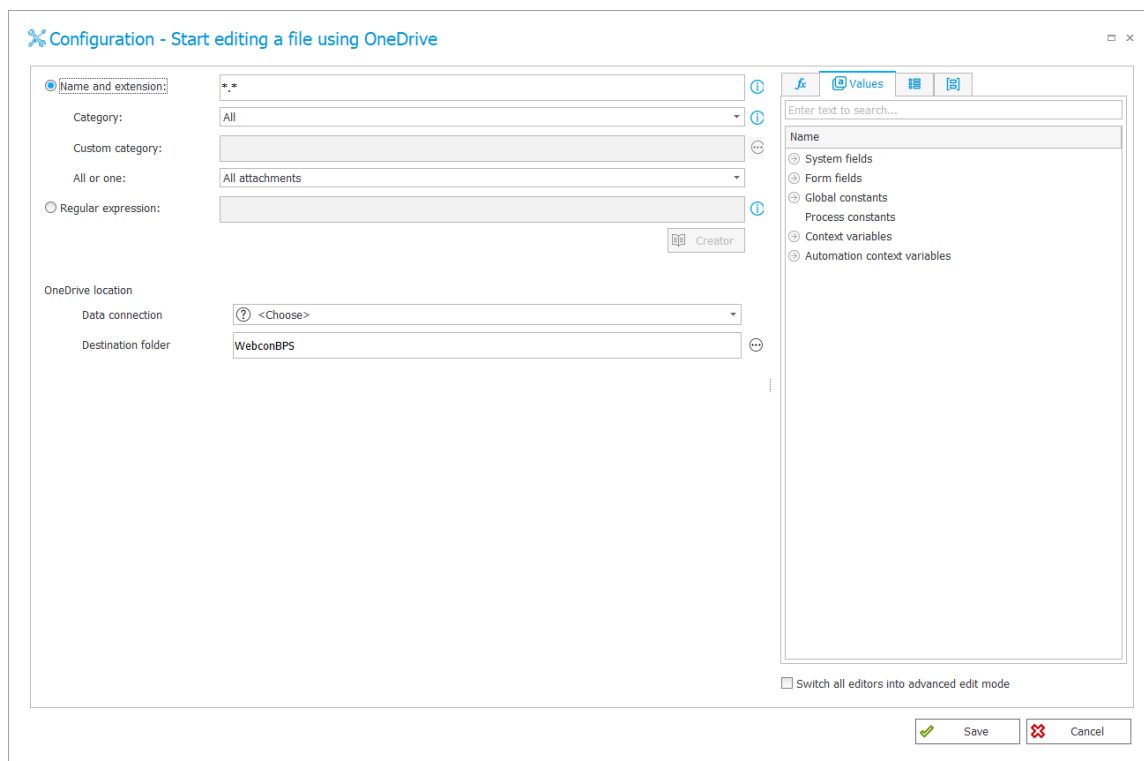 Configuration - Start editing a file using OneDrive
Name and extension:
*.*
Category:
All
Custom category:
All or one:
All attachments
Regular expression:
Creator
OneDrive location
Data connection
<Choose>
Destination folder
WebconBPS
fx
Values
Enter text to search...
Name
System fields
Form fields
Global constants
Process constants
Context variables
Automation context variables
Switch all editors into advanced edit mode
Save
Cancel